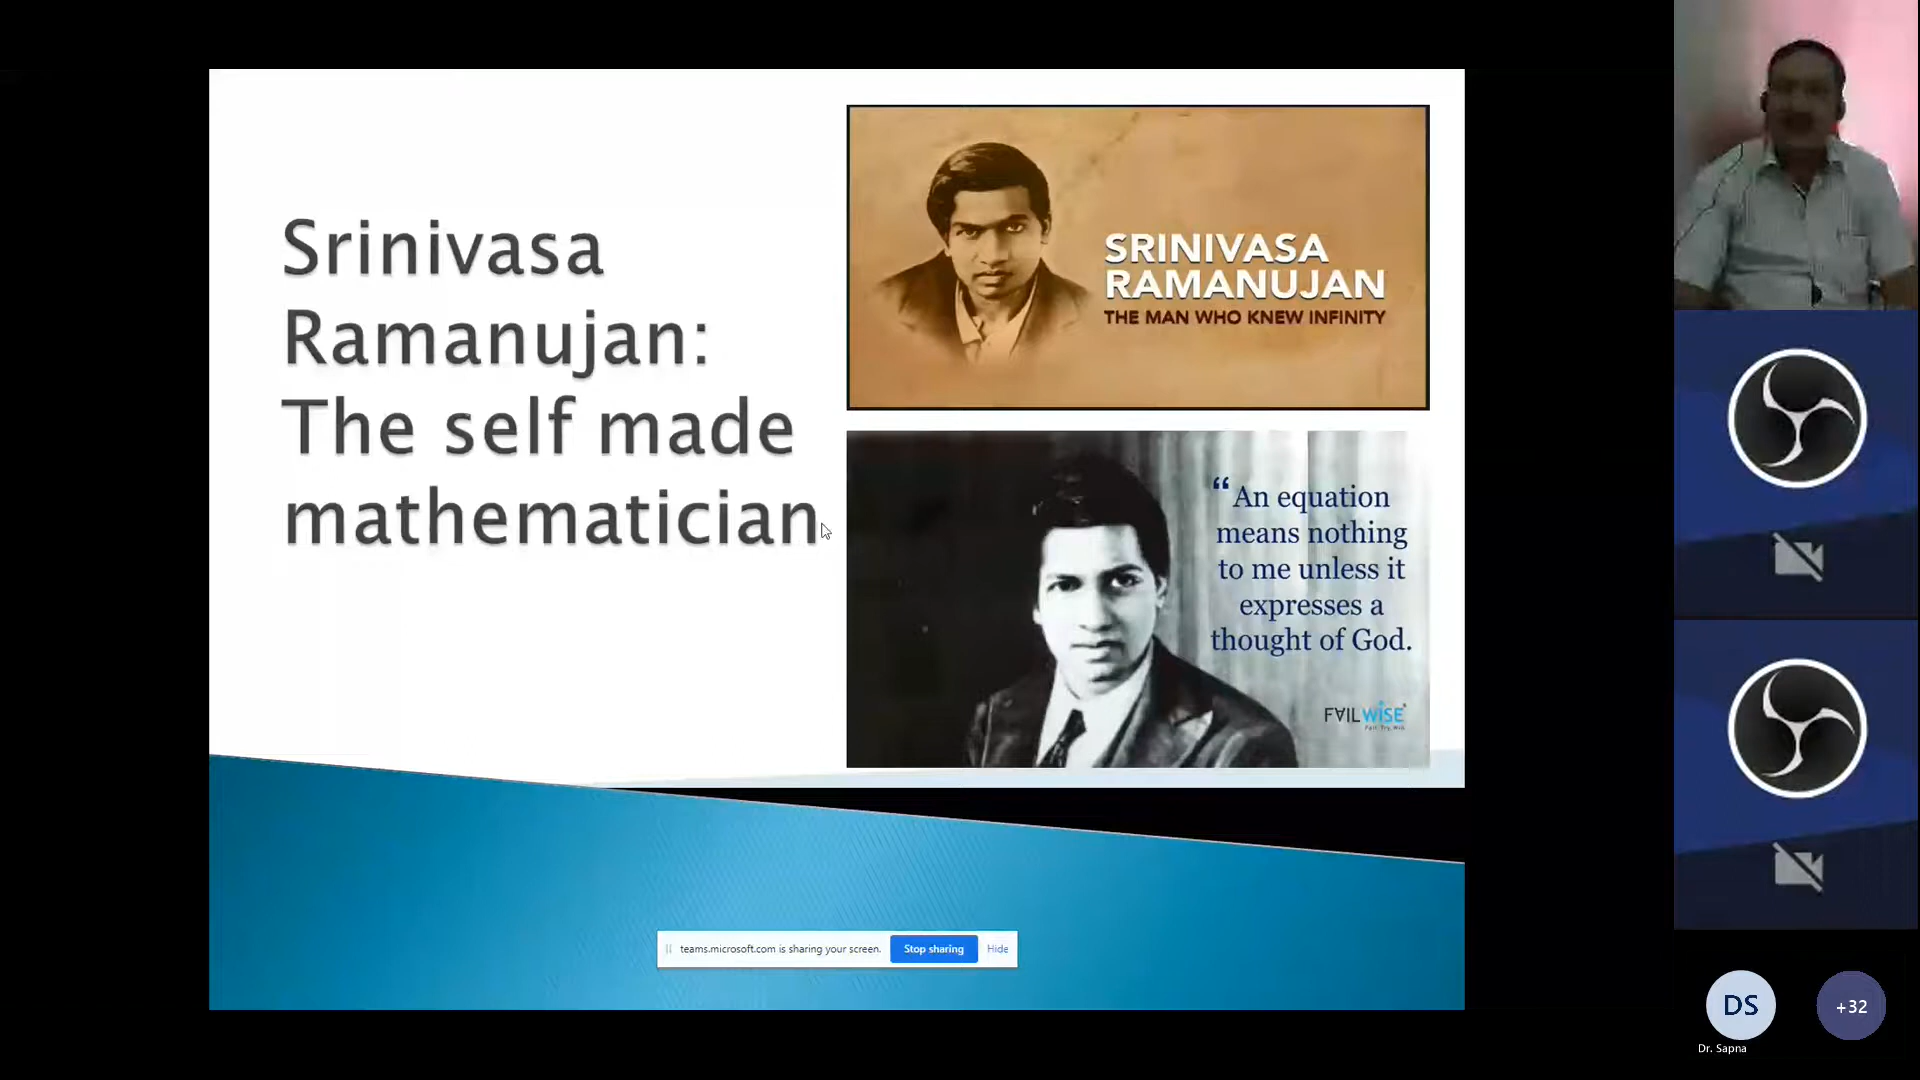 Srinivasa
Ramanujan:
The self made
mathematician
SRINIVASA
RAMANUJAN
THE MAN WHO KNEW INFINITY
“An equation
means nothing
to me unless it
expresses a
thought of God.
FAILWISE
teams.microsoft.com is sharing your screen.
Stop sharing
Hide
DS
+32
Dr. Sapna